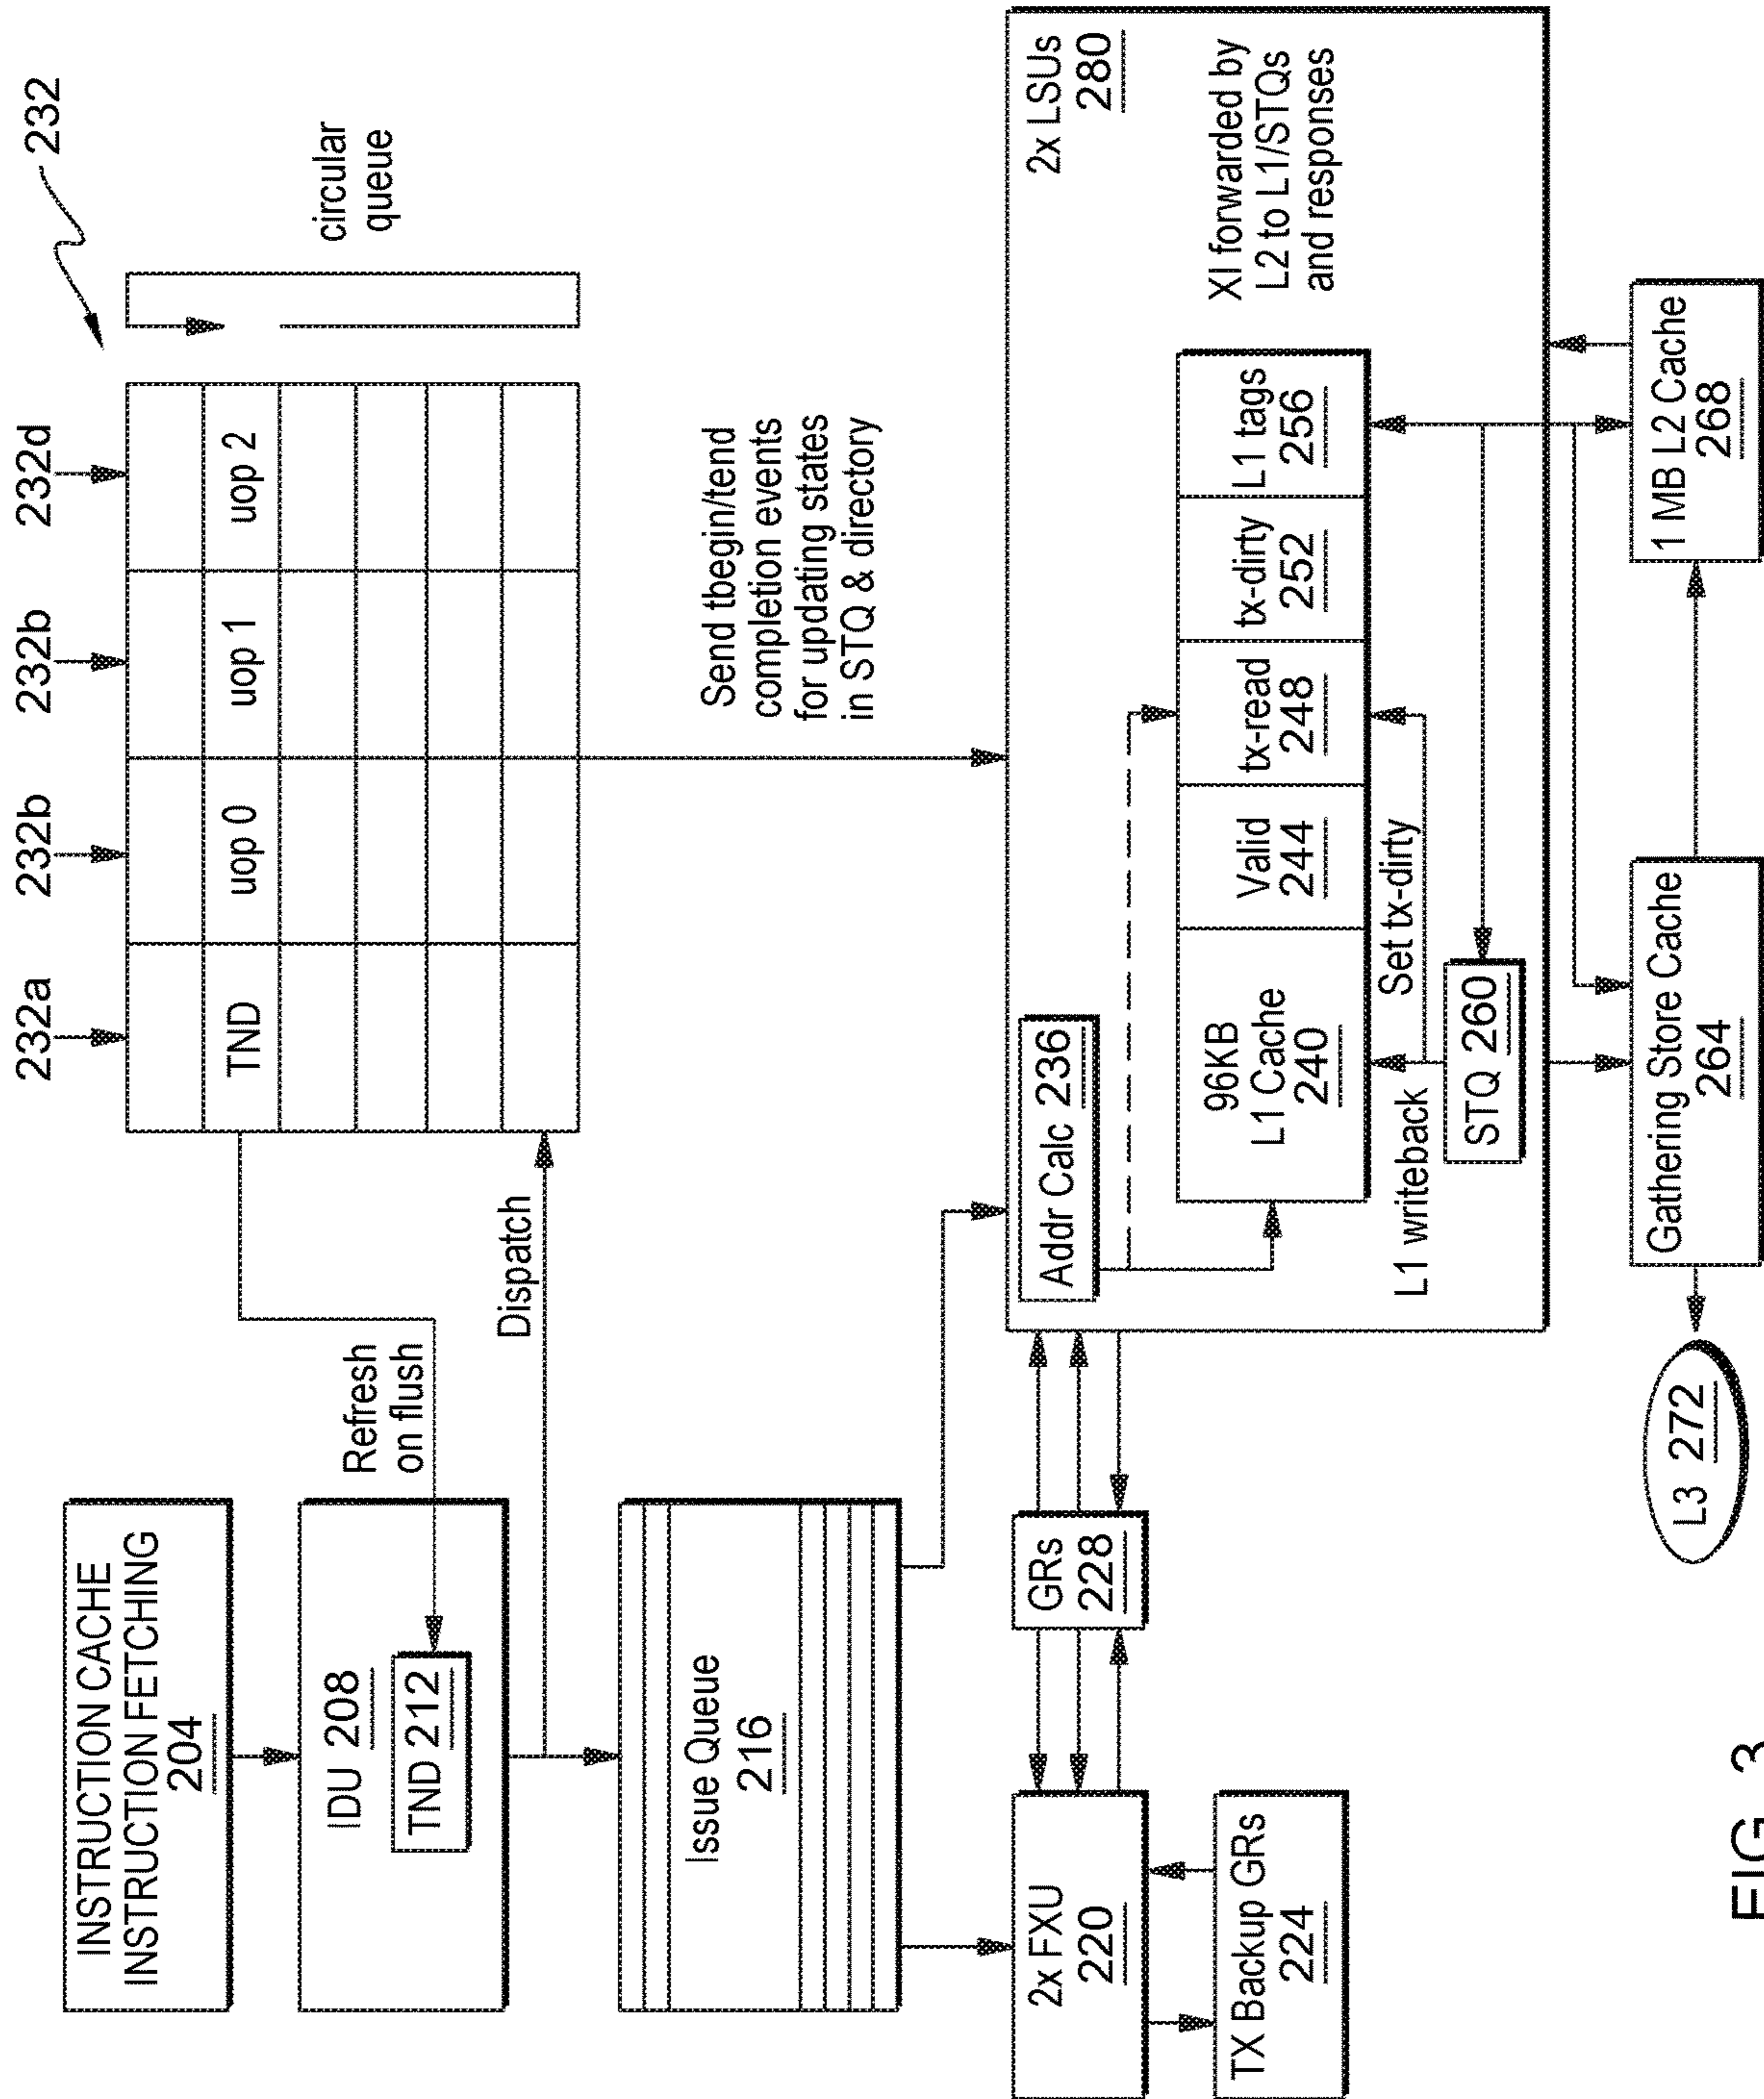 232a
232b
232b
232d
232
TND
uop 0
uop 1
uop 2
circular
queue
INSTRUCTION CACHE
INSTRUCTION FETCHING
204
IDU 208
TND 212
Refresh
on flush
Dispatch
Issue Queue
216
Send tbegin/tend
completion events
for updating states
in STQ & directory
2x FXU
220
TX Backup GRs
224
GRs
228
2x LSUs
280
Addr Calc 236
XI forwarded by
L2 to L1/STQs
and responses
96KB
L1 Cache
240
Valid
244
tx-read
248
tx-dirty
252
L1 tags
256
L1 writeback
Set tx-dirty
STQ 260
L3 272
Gathering Store Cache
264
1 MB L2 Cache
268
FIG. 3